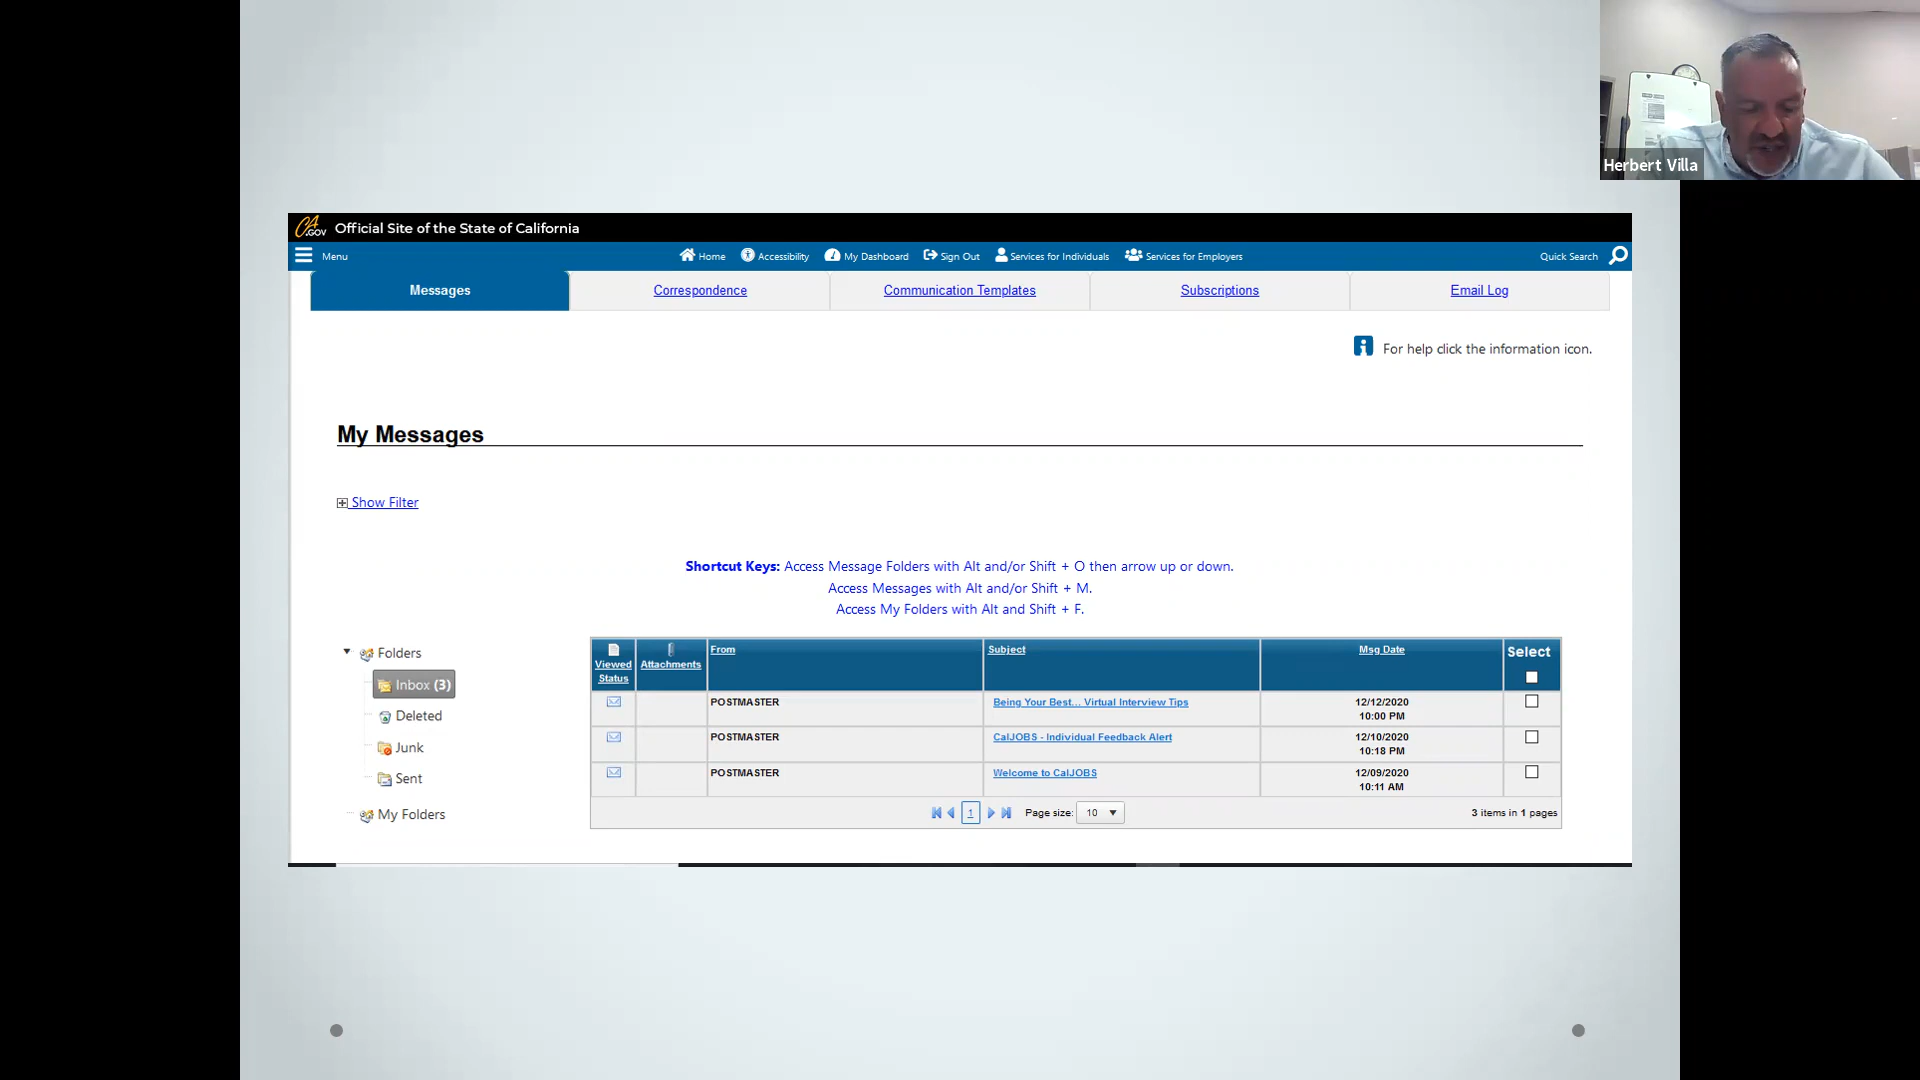 Herbert Villa
CA.GOV Official Site of the State of California
Menu Home Accessibility My Dashboard Sign Out Services for Individuals Services for Employers Quick Search
Messages Correspondence Communication Templates Subscriptions Email Log
For help click the information icon.
My Messages
Show Filter
Shortcut Keys: Access Message Folders with Alt and/or Shift + O then arrow up or down.
Access Messages with Alt and/or Shift + M.
Access My Folders with Alt and Shift + F.
Folders
Inbox (3)
Deleted
Junk
Sent
My Folders
Viewed Status Attachments From Subject Msg Date Select
POSTMASTER Being Your Best... Virtual Interview Tips 12/12/2020
10:00 PM
POSTMASTER CalJOBS - Individual Feedback Alert 12/10/2020
10:18 PM
POSTMASTER Welcome to CalJOBS 12/09/2020
10:11 AM
1 Page size: 10 3 items in 1 pages